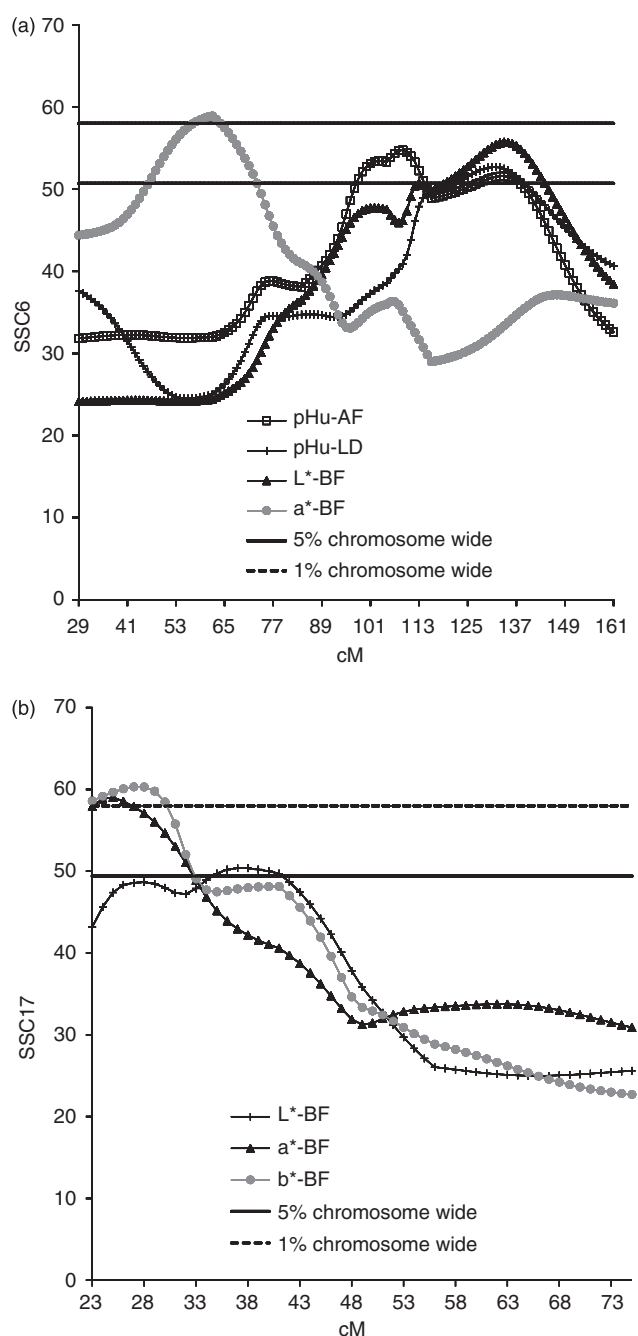 (a)
70
60
50
40
30
20
10
0
SSC6
pHu-AF
pHu-LD
L*-BF
a*-BF
5% chromosome wide
1% chromosome wide
29 41 53 65 77 89 101 113 125 137 149 161
cM
(b)
70
60
50
40
30
20
10
0
SSC17
L*-BF
a*-BF
b*-BF
5% chromosome wide
1% chromosome wide
23 28 33 38 43 48 53 58 63 68 73
cM